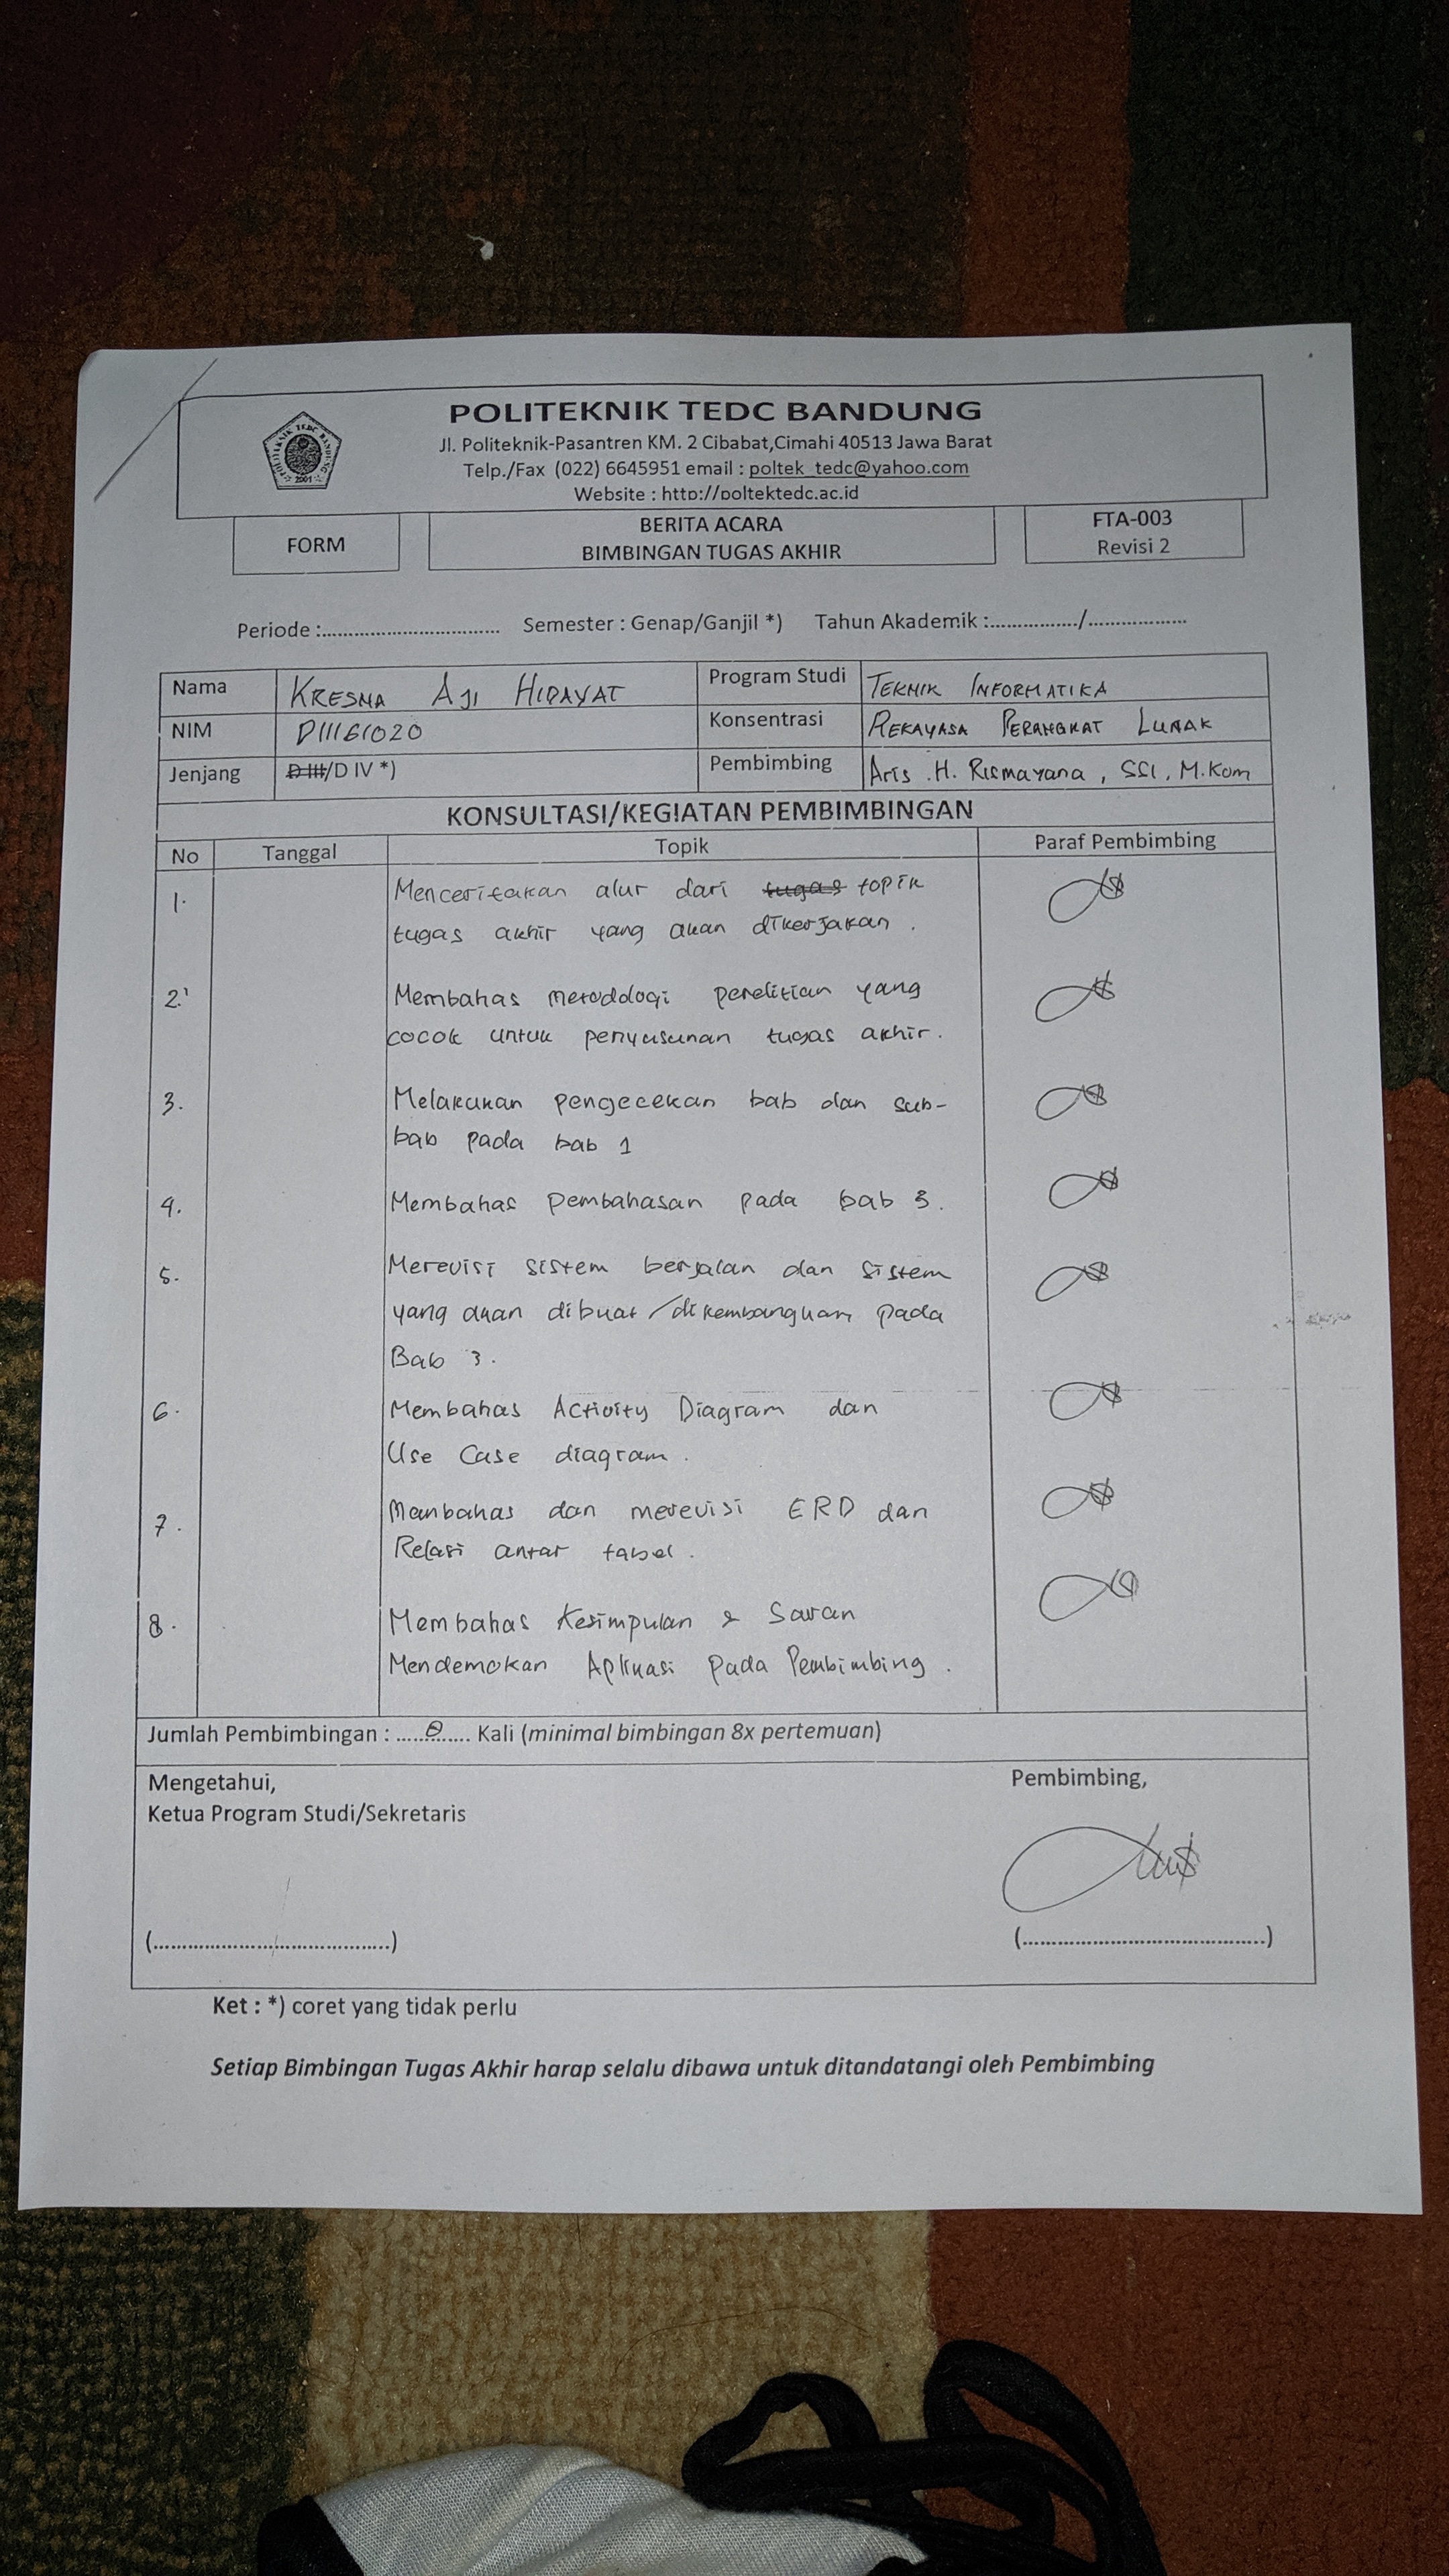 POLITEKNIK TEDC BANDUNG
Jl. Politeknik-Pasantren KM. 2 Cibabat,Cimahi 40513 Jawa Barat
Telp./Fax (022) 6645951 email : poltek_tedc@yahoo.com
Website : http://poltektedc.ac.id
POLITEKNIK TEDC BANDUNG
2001
FORM
BERITA ACARA
BIMBINGAN TUGAS AKHIR
FTA-003
Revisi 2
Periode :................................ Semester : Genap/Ganjil *) Tahun Akademik :................/..................
Nama KRESNA AJI HIDAYAT Program Studi TEKNIK INFORMATIKA
NIM D111161020 Konsentrasi REKAYASA PERANGKAT LUNAK
Jenjang D III/D IV *) Pembimbing Aris .H. Rismayana, SSI, M.Kom
KONSULTASI/KEGIATAN PEMBIMBINGAN
No Tanggal Topik Paraf Pembimbing
1. Menceritakan alur dari tugas topik
tugas akhir yang akan dikerjakan.
2. Membahas metodologi penelitian yang
cocok untuk penyusunan tugas akhir.
3. Melakukan pengecekan bab dan sub-
bab pada bab 1
4. Membahas pembahasan pada bab 3.
5. Merevisi sistem berjalan dan sistem
yang akan dibuat/dikembangkan pada
Bab 3.
6. Membahas Activity Diagram dan
Use Case diagram.
7. Membahas dan merevisi ERD dan
Relasi antar tabel.
8. Membahas Kesimpulan & Saran
Mendemokan Aplikasi pada Pembimbing.
Jumlah Pembimbingan : ....8.... Kali (minimal bimbingan 8x pertemuan)
Mengetahui,
Ketua Program Studi/Sekretaris
Pembimbing,
(........................................) (........................................)
Ket : *) coret yang tidak perlu
Setiap Bimbingan Tugas Akhir harap selalu dibawa untuk ditandatangi oleh Pembimbing